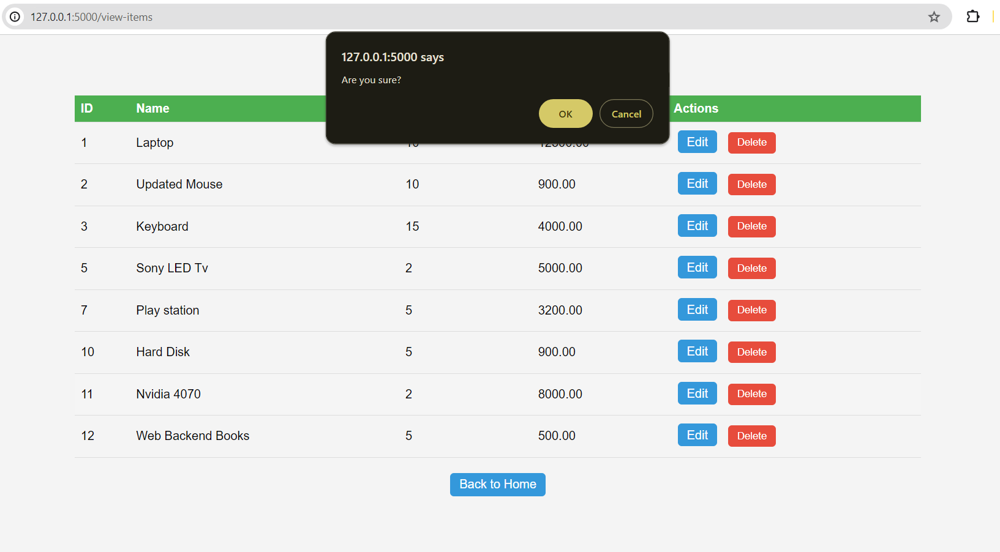 127.0.0.1:5000/view-items
127.0.0.1:5000 says
Are you sure?
OK Cancel
ID Name Actions
1 Laptop Edit Delete
2 Updated Mouse 10 900.00 Edit Delete
3 Keyboard 15 4000.00 Edit Delete
5 Sony LED Tv 2 5000.00 Edit Delete
7 Play station 5 3200.00 Edit Delete
10 Hard Disk 5 900.00 Edit Delete
11 Nvidia 4070 2 8000.00 Edit Delete
12 Web Backend Books 5 500.00 Edit Delete
Back to Home